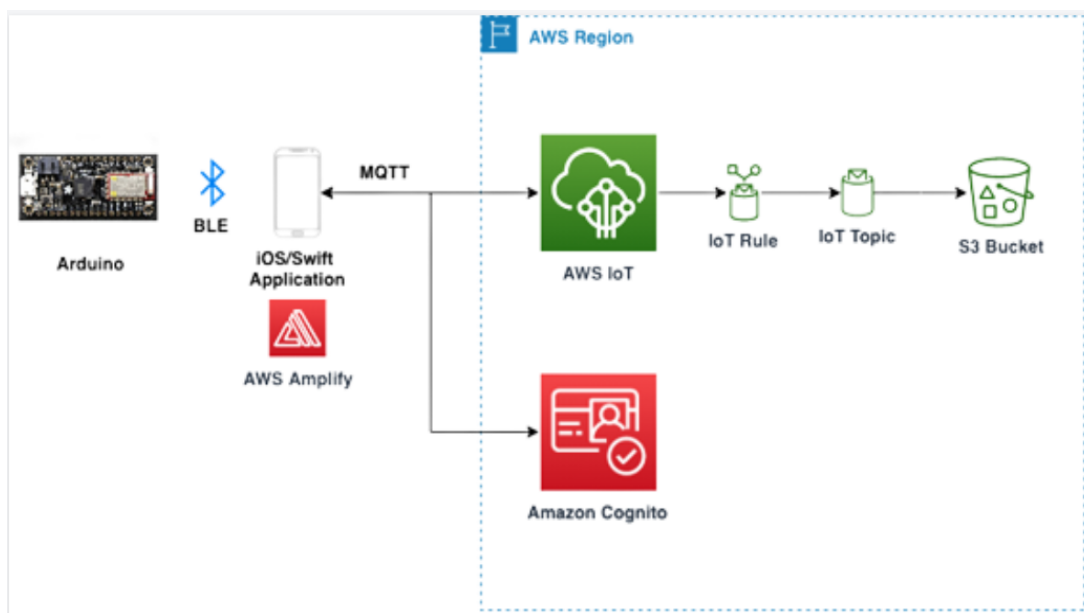 AWS Region
MQTT
BLE
Arduino
iOS/Swift
Application
AWS Amplify
AWS IoT
IoT Rule
IoT Topic
S3 Bucket
Amazon Cognito